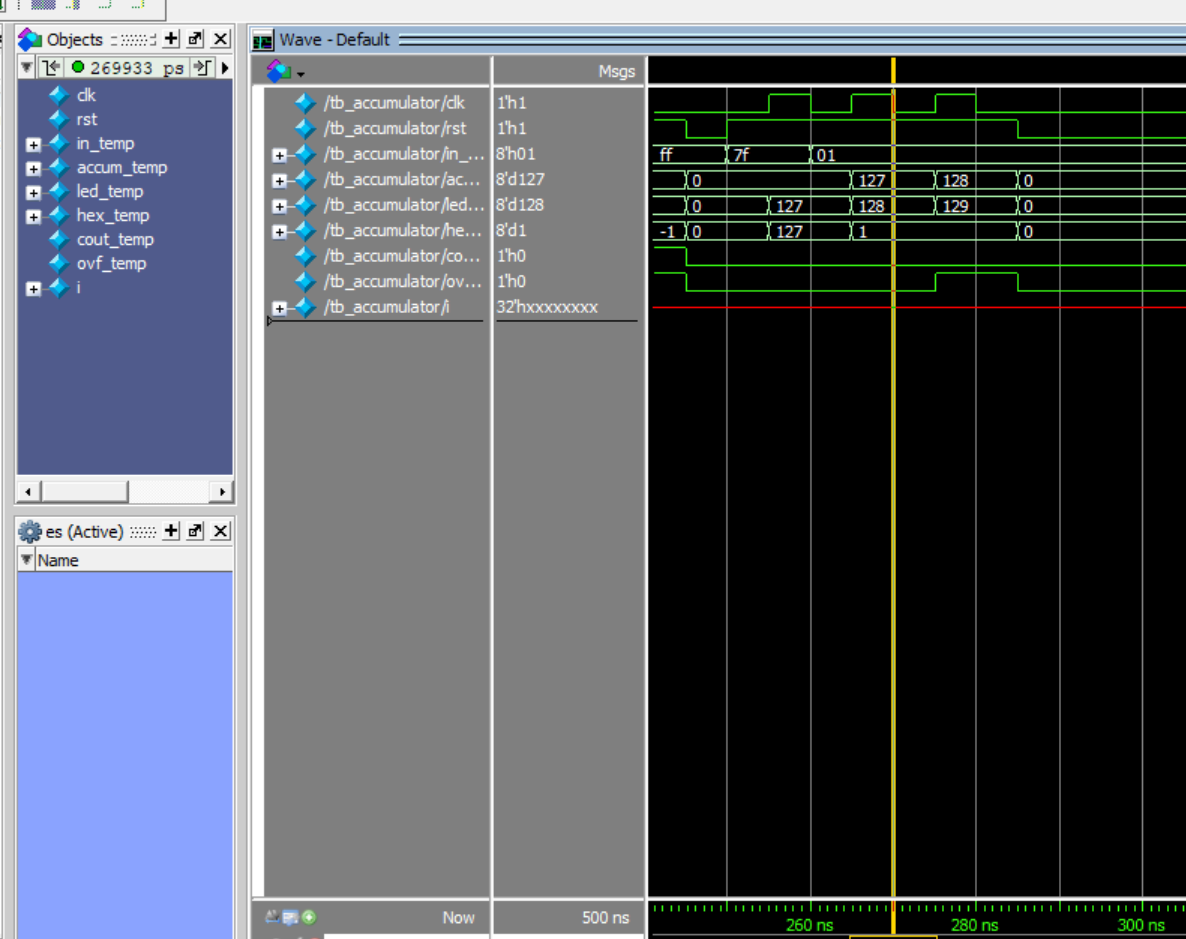 Objects
269933 ps
clk
rst
in_temp
accum_temp
led_temp
hex_temp
cout_temp
ovf_temp
i
es (Active)
Name
Wave - Default
Msgs
/tb_accumulator/clk 1'h1
/tb_accumulator/rst 1'h1
/tb_accumulator/in_... 8'h01 ff 7f 01
/tb_accumulator/ac... 8'd127 0 127 128 0
/tb_accumulator/led... 8'd128 0 127 128 129 0
/tb_accumulator/he... 8'd1 -1 0 127 1 0
/tb_accumulator/co... 1'h0
/tb_accumulator/ov... 1'h0
/tb_accumulator/i 32'hxxxxxxxx
Now 500 ns
260 ns 280 ns 300 ns